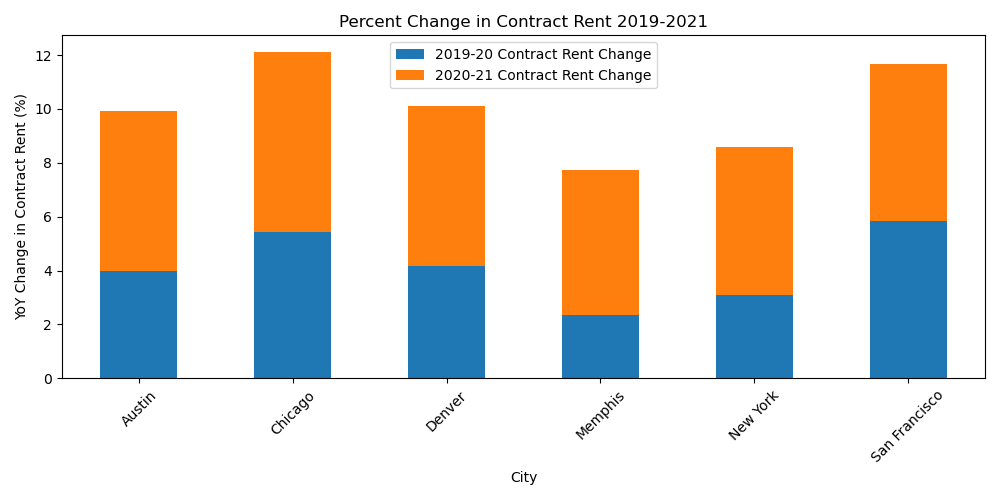 Percent Change in Contract Rent 2019-2021
2019-20 Contract Rent Change
2020-21 Contract Rent Change
YoY Change in Contract Rent (%)
12
10
8
6
4
2
0
Austin
Chicago
Denver
Memphis
New York
San Francisco
City